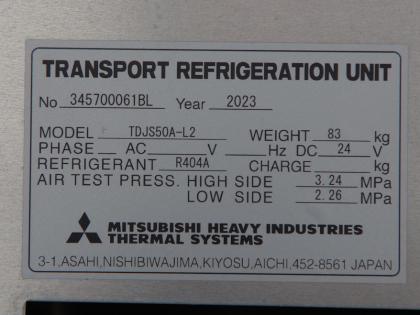 TRANSPORT REFRIGERATION UNIT
No 345700061BL Year 2023
MODEL TDJS50A-L2 WEIGHT 83 kg
PHASE AC V Hz DC 24 V
REFRIGERANT R404A CHARGE kg
AIR TEST PRESS. HIGH SIDE 3.24 MPa
LOW SIDE 2.26 MPa
MITSUBISHI HEAVY INDUSTRIES
THERMAL SYSTEMS
3-1,ASAHI,NISHIBIWAJIMA,KIYOSU,AICHI,452-8561 JAPAN